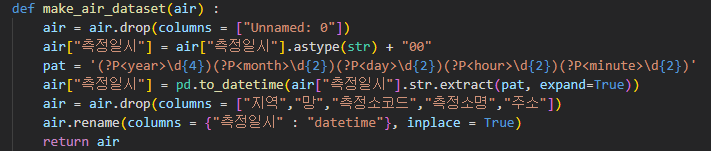 def make_air_dataset(air) :
    air = air.drop(columns = ["Unnamed: 0"])
    air["측정일시"] = air["측정일시"].astype(str) + "00"
    pat = '(?P<year>\d{4})(?P<month>\d{2})(?P<day>\d{2})(?P<hour>\d{2})(?P<minute>\d{2})'
    air["측정일시"] = pd.to_datetime(air["측정일시"].str.extract(pat, expand=True))
    air = air.drop(columns = ["지역","망","측정소코드","측정소명","주소"])
    air.rename(columns = {"측정일시" : "datetime"}, inplace = True)
    return air